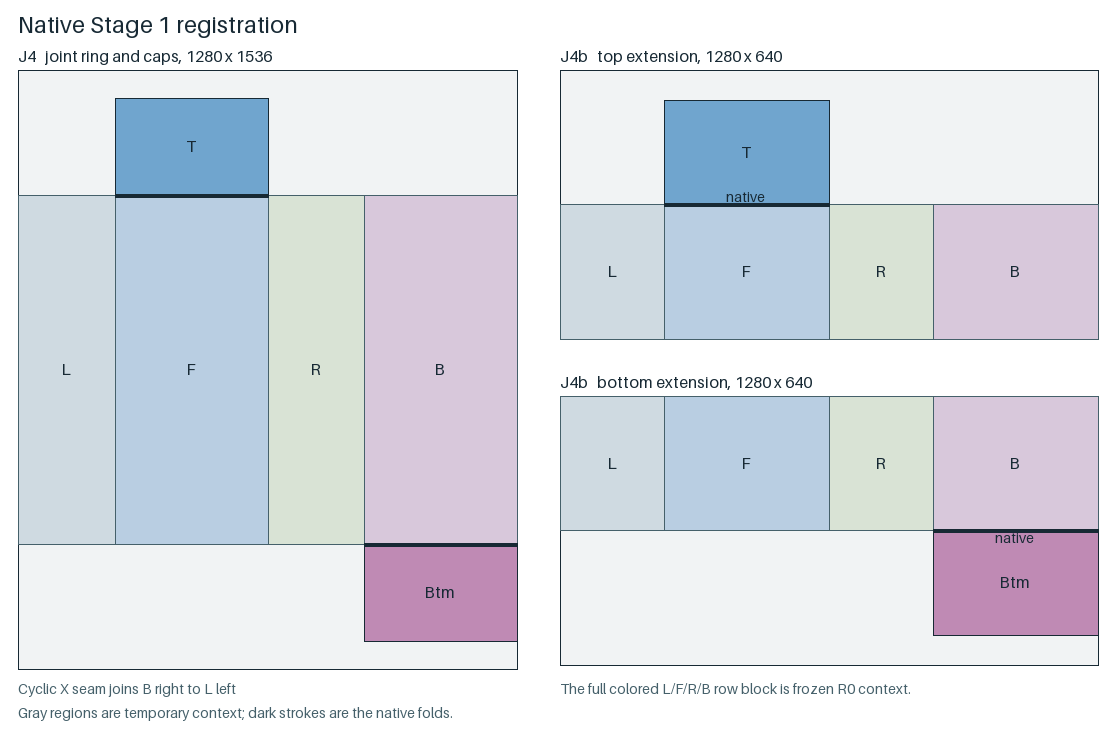 Native Stage 1 registration
J4 joint ring and caps, 1280 x 1536
T
L
F
R
B
Btm
Cyclic X seam joins B right to L left
Gray regions are temporary context; dark strokes are the native folds.
J4b top extension, 1280 x 640
T
native
L
F
R
B
J4b bottom extension, 1280 x 640
L
F
R
B
native
Btm
The full colored L/F/R/B row block is frozen R0 context.